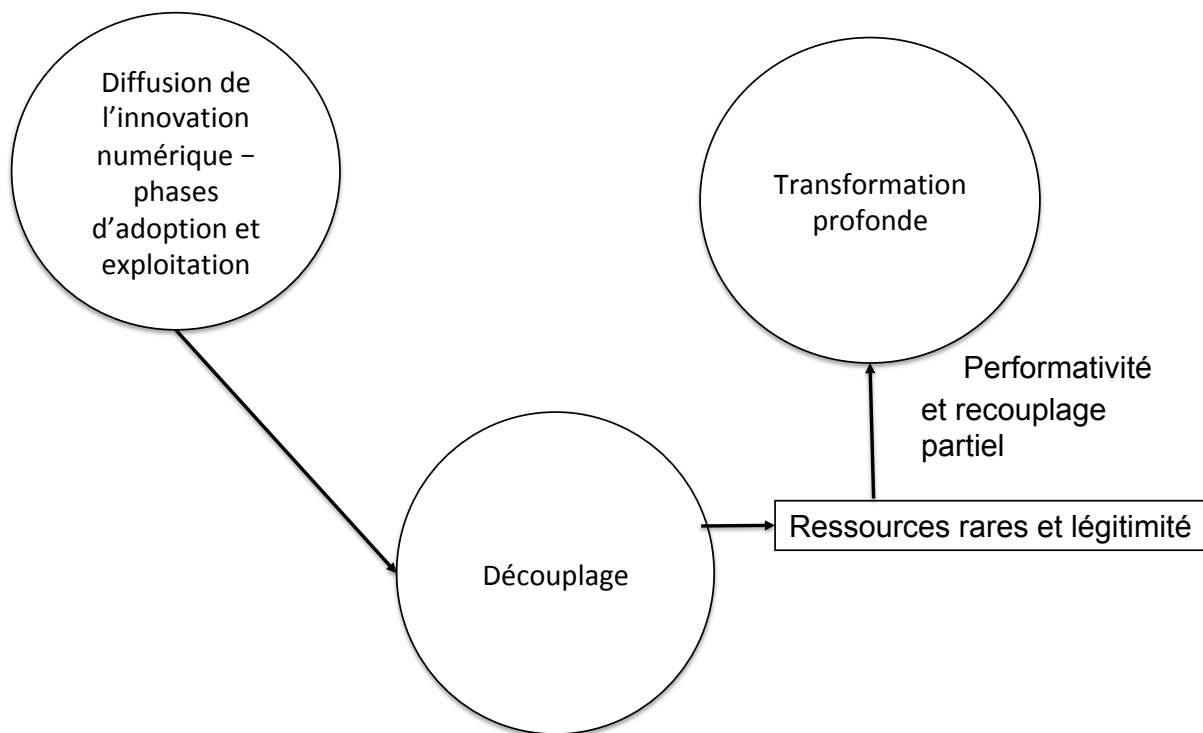 Diffusion de
l’innovation
numérique –
phases
d’adoption et
exploitation
Transformation
profonde
Performativité
et recouplage
partiel
Ressources rares et légitimité
Découplage